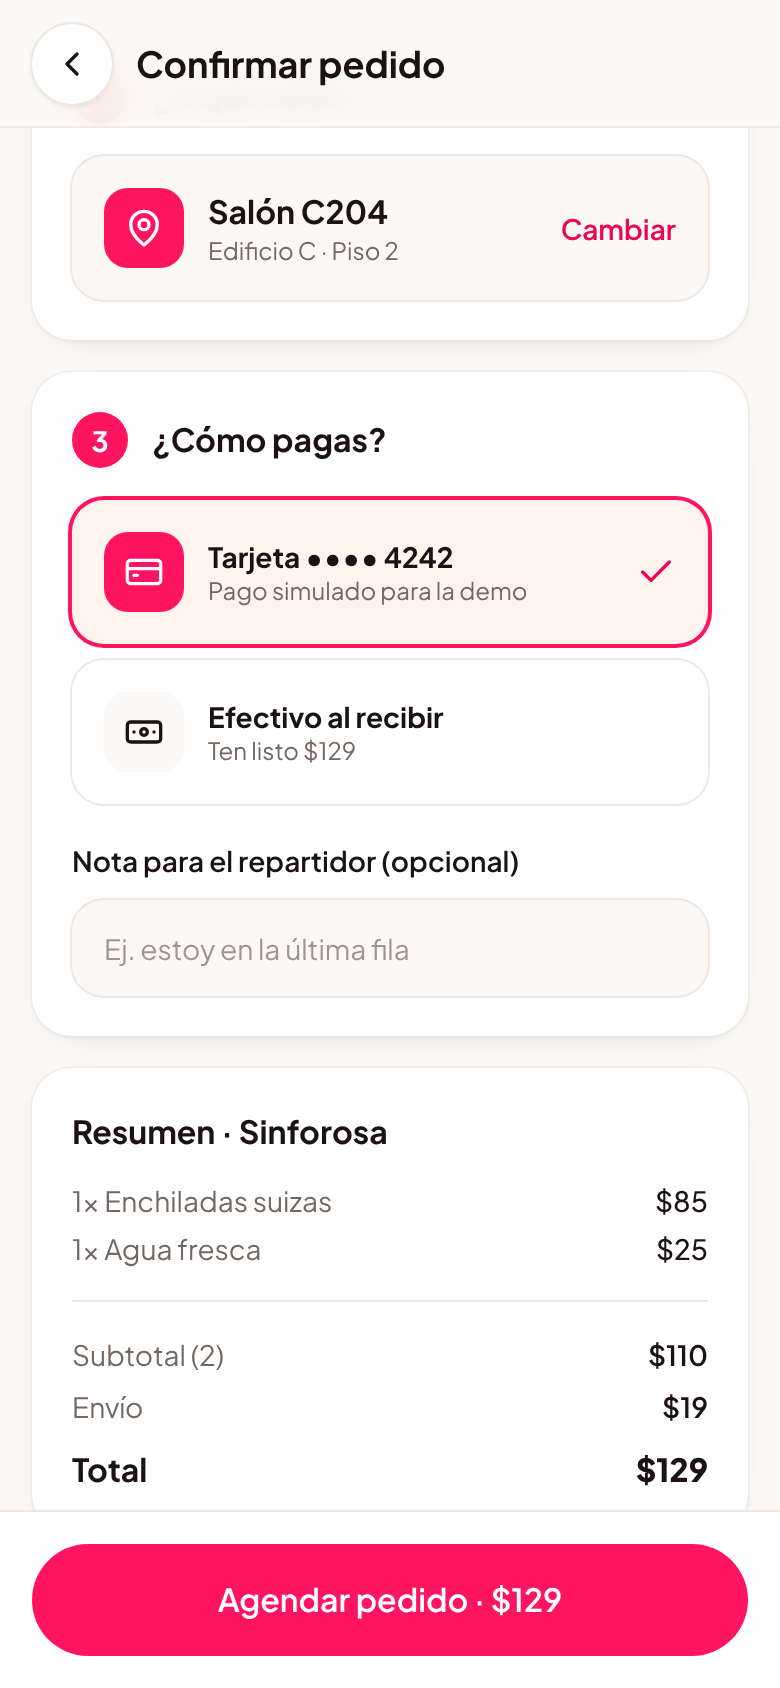 Confirmar pedido
Salón C204
Edificio C · Piso 2
Cambiar
3
¿Cómo pagas?
Tarjeta •••• 4242
Pago simulado para la demo
Efectivo al recibir
Ten listo $129
Nota para el repartidor (opcional)
Ej. estoy en la última fila
Resumen · Sinforosa
1× Enchiladas suizas $85
1× Agua fresca $25
Subtotal (2) $110
Envío $19
Total $129
Agendar pedido · $129